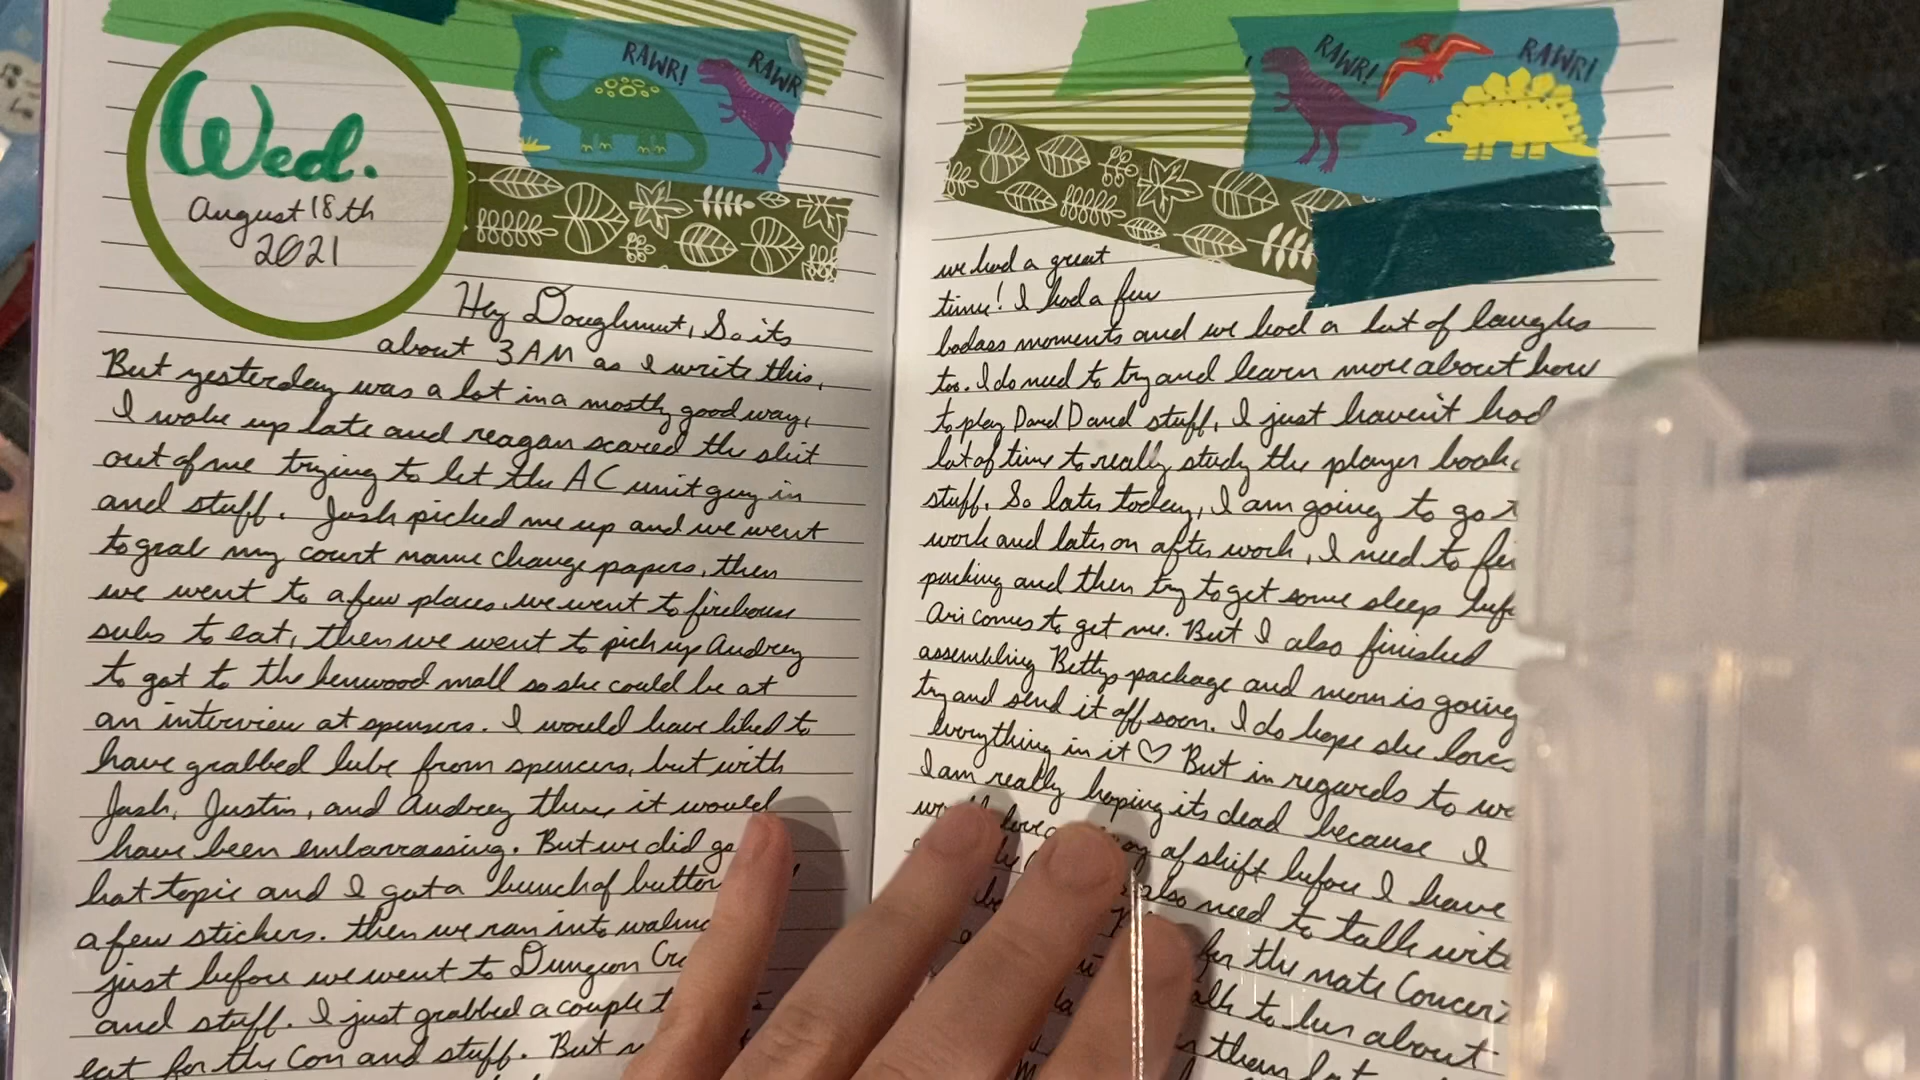 RAWR!
RAWR
Wed.
August 18th
2021
Hey Doughnut, So its
about 3 AM as I write this,
But yesterday was a lot in a mostly good way,
I woke up late and reagan scared the shit
out of me trying to let the AC unit guy in
and stuff. Josh picked me up and we went
to grab my court name change papers, then
we went to a few places, we went to firehouse
subs to eat, then we went to pick up Audrey
to got to the kenwood mall so she could be at
an interview at spensers. I would have liked to
have grabbed lube from spencers, but with
Josh, Justin, and Audrey there it would
have been embarrassing. But we did go
hot topic and I got a bunch of button
a few stickers. then we ran into
just before we went to Dungeon
and stuff. I just grabbed a couple
eat for the Con and stuff. But
RAWR!
RAWR!
we had a great
time! I had a few
badass moments and we had a lot of laughs
too. I do need to try and learn more about how
to play D and D and stuff, I just haven't had
lot of time to really study the player book
stuff. So later today, I am going to go
work and later on after work, I need to
packing and then try to get some sleep
Ari comes to get me. But I also finished
assembling Bettys package and mom is going
try and send it off soon. I do hope she loves
everything in it ♡ But in regards to
I am really hoping its dead because I
of shift before I have
also need to talk with
for the nate Concert
to her about
them